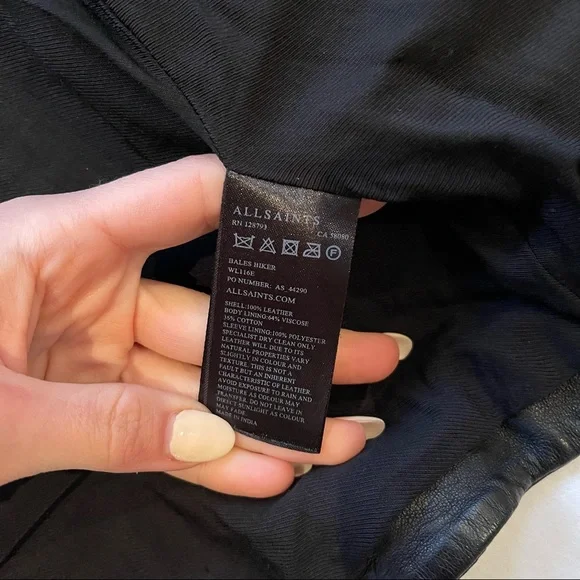 ALLSAINTS
RN 128793 CA 58080
F
BALES BIKER
WL116E
PO NUMBER: AS_44290
ALLSAINTS.COM
SHELL:100% LEATHER
BODY LINING:64% VISCOSE
36% COTTON
SLEEVE LINING:100% POLYESTER
SPECIALIST DRY CLEAN ONLY
LEATHER WILL DUE TO ITS
NATURAL PROPERTIES VARY
SLIGHTLY IN COLOUR AND
TEXTURE. THIS IS NOT A
FAULT BUT AN INHERENT
CHARACTERISTIC OF LEATHER.
AVOID EXPOSURE TO RAIN AND
MOISTURE AS COLOUR MAY
TRANSFER. DO NOT LEAVE IN
DIRECT SUNLIGHT AS COLOUR
MAY FADE.
MADE IN INDIA